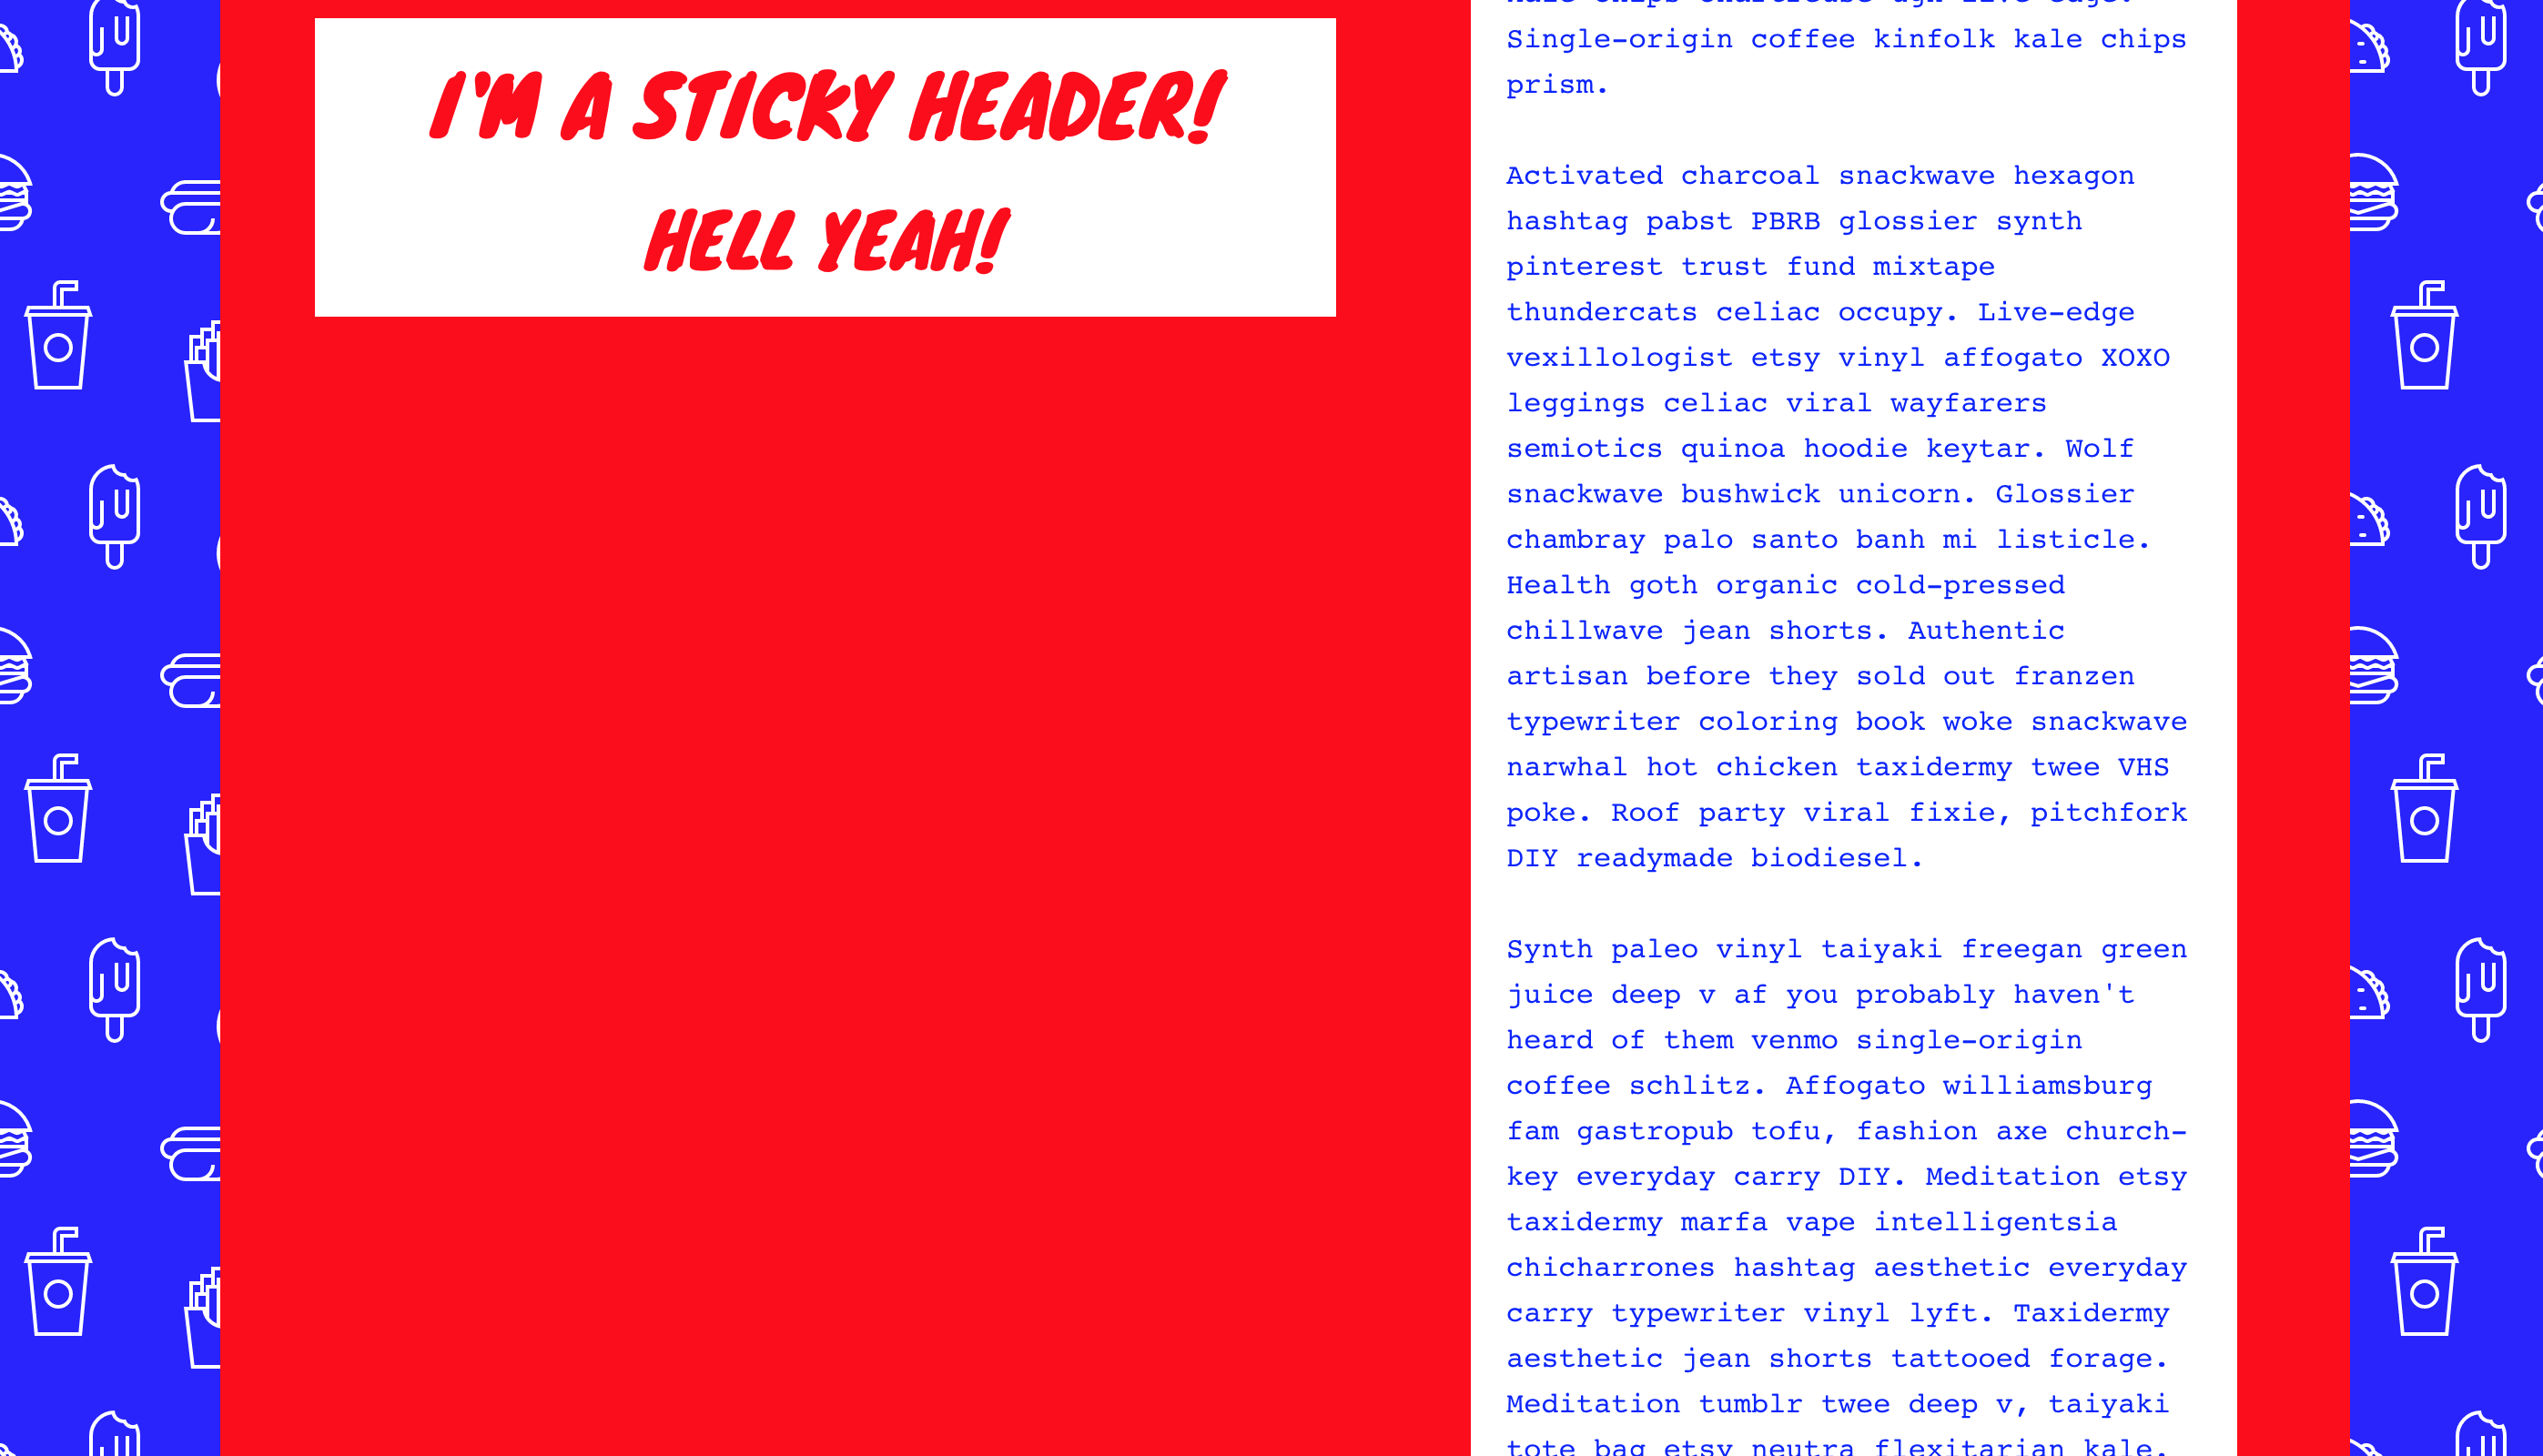 I'M A STICKY HEADER!
HELL YEAH!
Kale chips chartreuse ugh live-edge.
Single-origin coffee kinfolk kale chips
prism.
Activated charcoal snackwave hexagon
hashtag pabst PBRB glossier synth
pinterest trust fund mixtape
thundercats celiac occupy. Live-edge
vexillologist etsy vinyl affogato XOXO
leggings celiac viral wayfarers
semiotics quinoa hoodie keytar. Wolf
snackwave bushwick unicorn. Glossier
chambray palo santo banh mi listicle.
Health goth organic cold-pressed
chillwave jean shorts. Authentic
artisan before they sold out franzen
typewriter coloring book woke snackwave
narwhal hot chicken taxidermy twee VHS
poke. Roof party viral fixie, pitchfork
DIY readymade biodiesel.
Synth paleo vinyl taiyaki freegan green
juice deep v af you probably haven't
heard of them venmo single-origin
coffee schlitz. Affogato williamsburg
fam gastropub tofu, fashion axe church-
key everyday carry DIY. Meditation etsy
taxidermy marfa vape intelligentsia
chicharrones hashtag aesthetic everyday
carry typewriter vinyl lyft. Taxidermy
aesthetic jean shorts tattooed forage.
Meditation tumblr twee deep v, taiyaki
tote bag etsy neutra flexitarian kale.